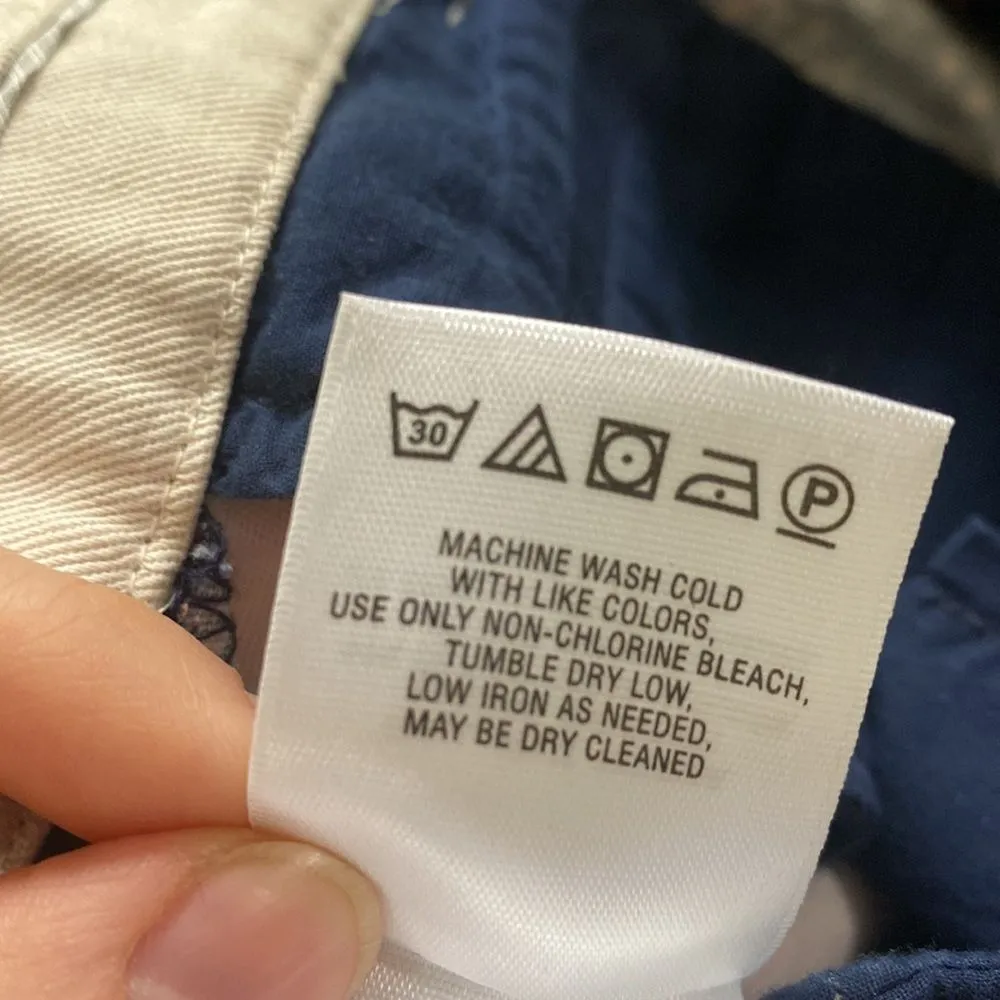 30 P
MACHINE WASH COLD
WITH LIKE COLORS,
USE ONLY NON-CHLORINE BLEACH,
TUMBLE DRY LOW,
LOW IRON AS NEEDED,
MAY BE DRY CLEANED